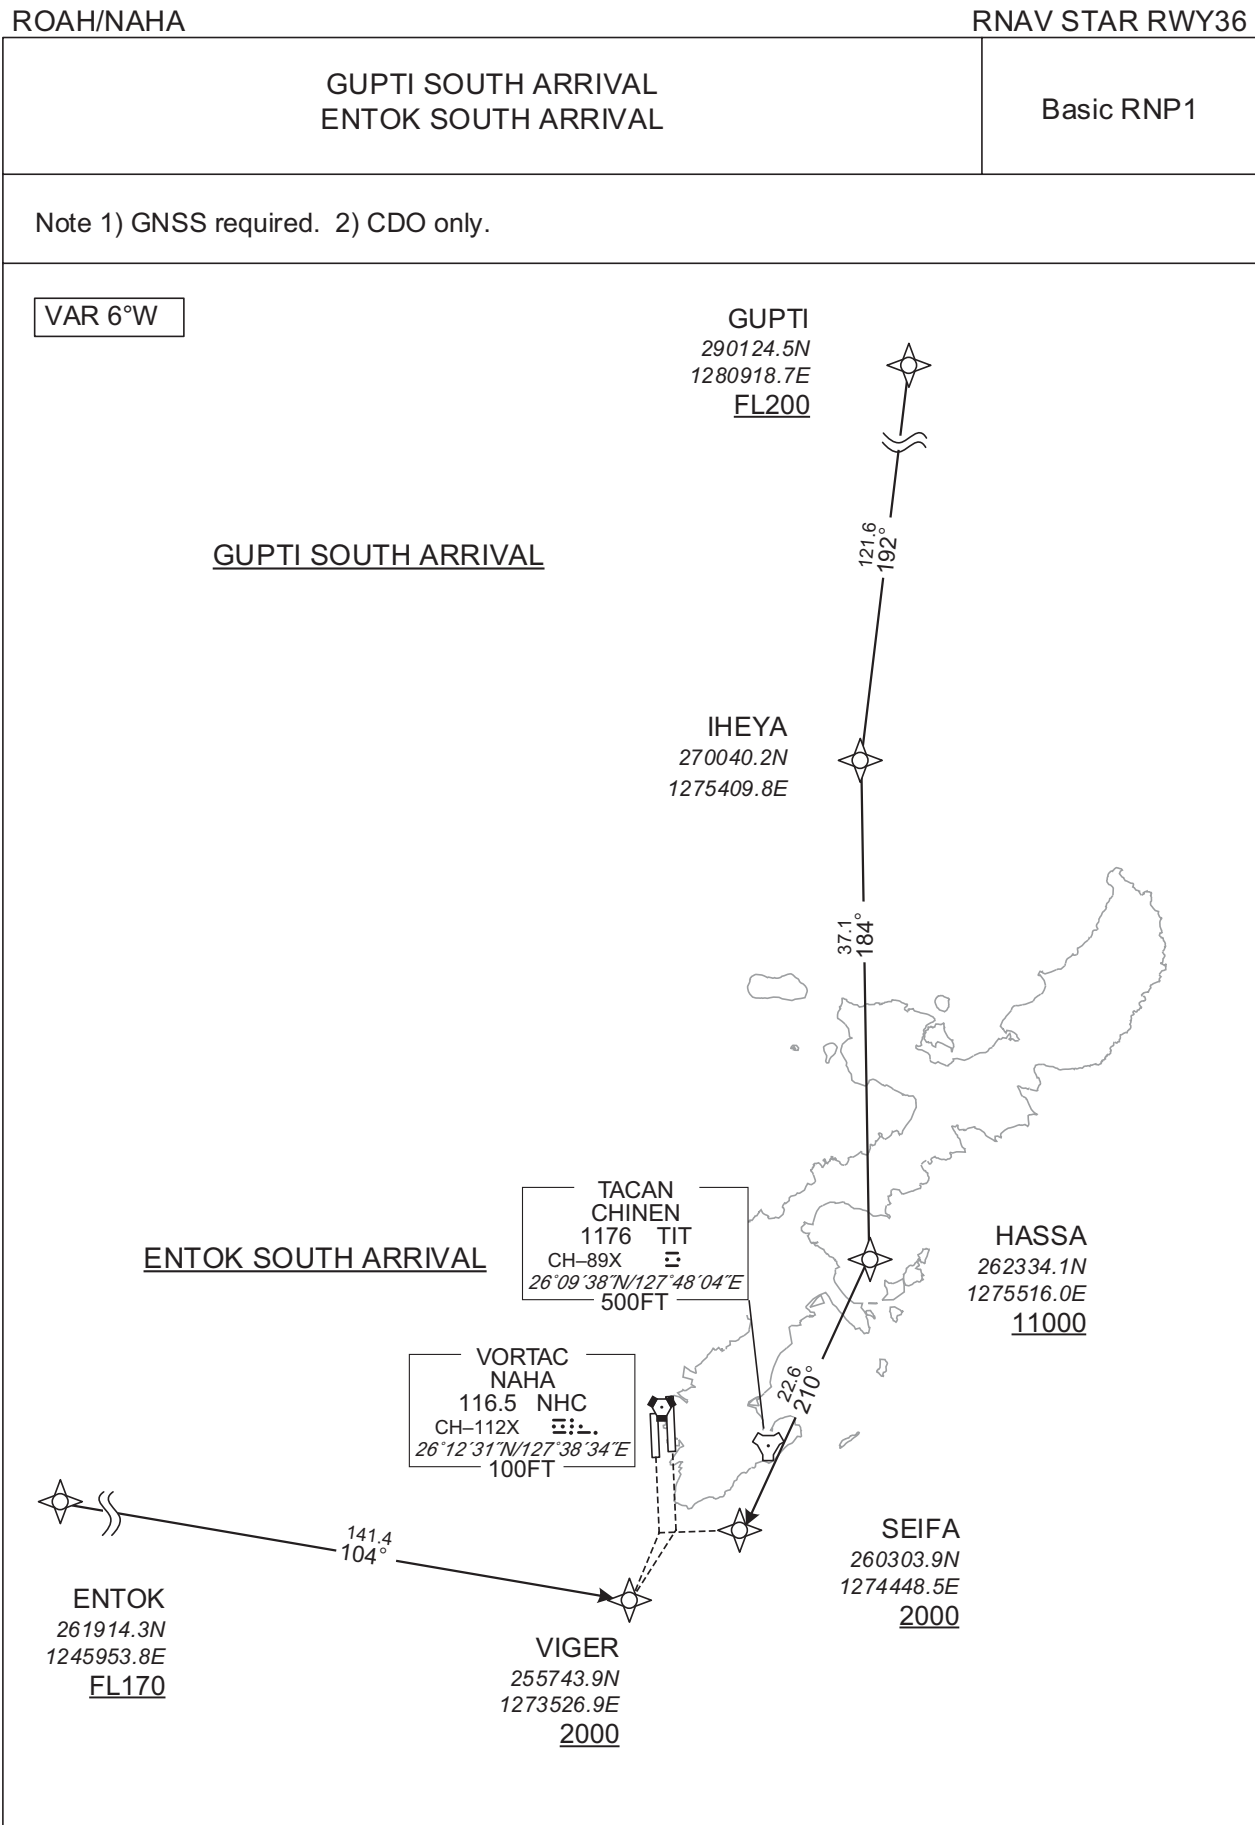 ROAH/NAHA
RNAV STAR RWY36
GUPTI SOUTH ARRIVAL
ENTOK SOUTH ARRIVAL
Basic RNP1
Note 1) GNSS required. 2) CDO only.
VAR 6°W
GUPTI
290124.5N
1280918.7E
FL200
121.6
192°
GUPTI SOUTH ARRIVAL
IHEYA
270040.2N
1275409.8E
37.1
184°
TACAN
CHINEN
1176 TIT
CH–89X
26°09´38˝N/127°48´04˝E
500FT
ENTOK SOUTH ARRIVAL
HASSA
262334.1N
1275516.0E
11000
VORTAC
NAHA
116.5 NHC
CH–112X
26°12´31˝N/127°38´34˝E
100FT
22.6
210°
141.4
104°
SEIFA
260303.9N
1274448.5E
2000
ENTOK
261914.3N
1245953.8E
FL170
VIGER
255743.9N
1273526.9E
2000